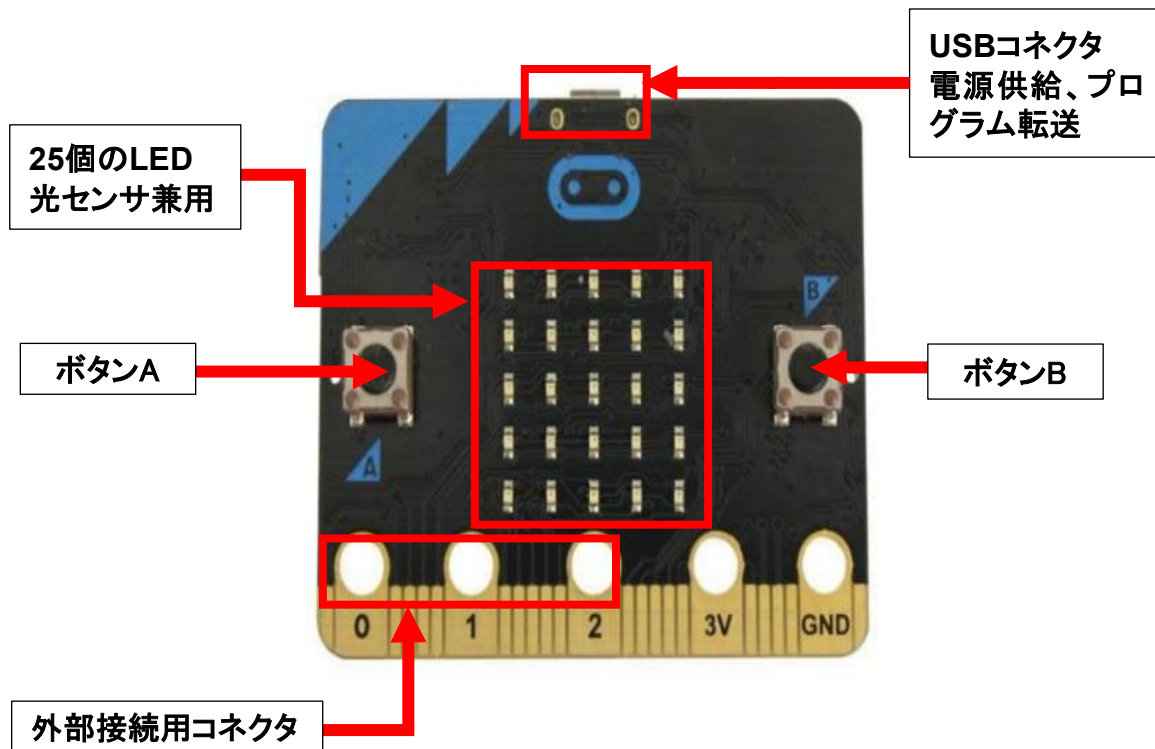 USBコネクタ
電源供給、プロ
グラム転送
25個のLED
光センサ兼用
ボタンA
ボタンB
B
A
0 1 2 3V GND
外部接続用コネクタ